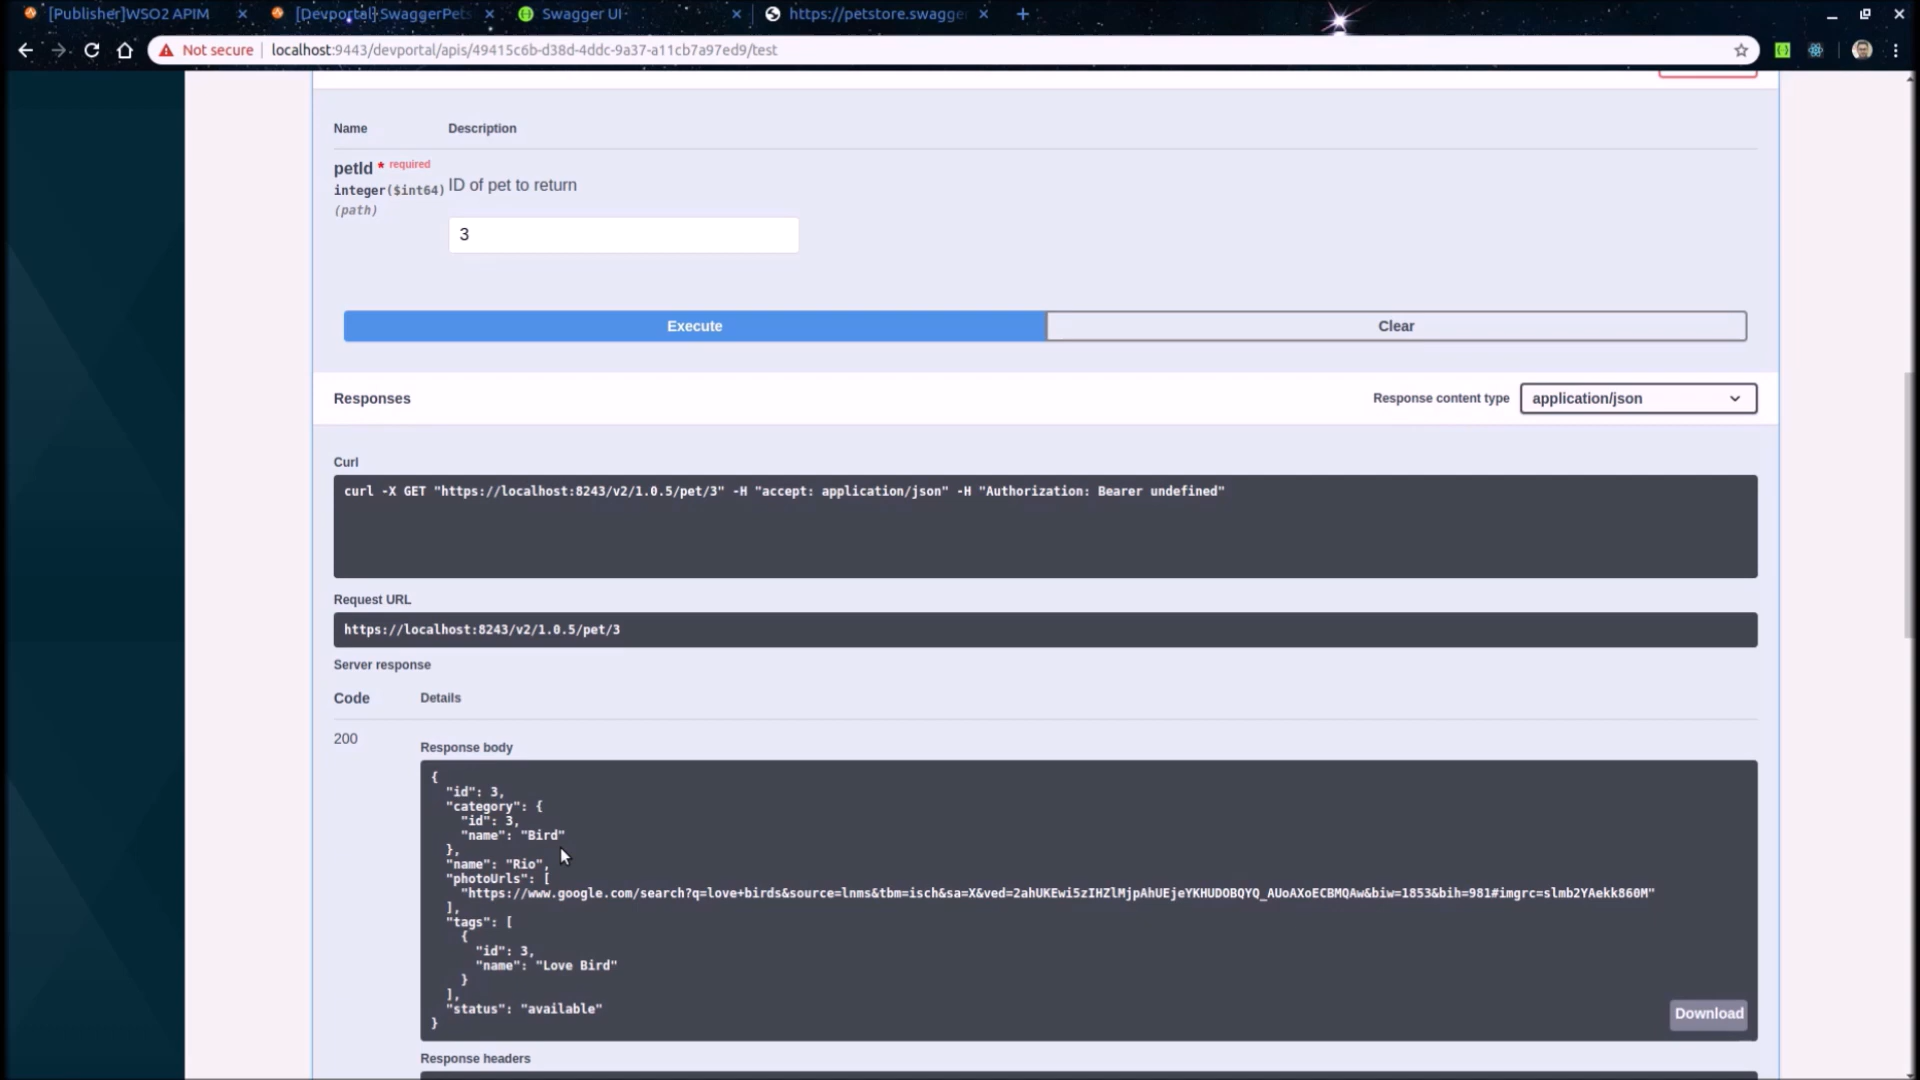 [Publisher]WSO2 APIM
[Devportal]-SwaggerPets
Swagger UI
https://petstore.swagge
Not secure
localhost:9443/devportal/apis/49415c6b-d38d-4ddc-9a37-a11cb7a97ed9/test
Name Description
petId * required
integer($int64)
(path)
ID of pet to return
3
Execute Clear
Responses Response content type application/json
Curl
curl -X GET "https://localhost:8243/v2/1.0.5/pet/3" -H "accept: application/json" -H "Authorization: Bearer undefined"
Request URL
https://localhost:8243/v2/1.0.5/pet/3
Server response
Code Details
200
Response body
{
"id": 3,
"category": {
"id": 3,
"name": "Bird"
},
"name": "Rio",
"photoUrls": [
"https://www.google.com/search?q=love+birds&source=lnms&tbm=isch&sa=X&ved=2ahUKEwi5zIHZlMjpAhUEjeYKHUDOBQYQ_AUoAXoECBMQAw&biw=1853&bih=981#imgrc=slmb2YAekk860M"
],
"tags": [
{
"id": 3,
"name": "Love Bird"
}
],
"status": "available"
}
Download
Response headers